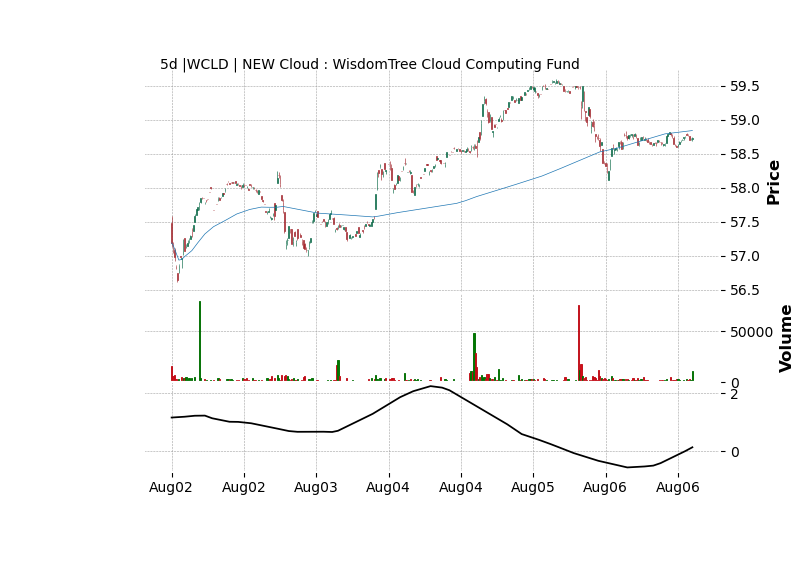 5d |WCLD | NEW Cloud : WisdomTree Cloud Computing Fund
59.5
59.0
58.5
58.0
57.5
57.0
56.5
Price
50000
0
Volume
2
0
Aug02 Aug02 Aug03 Aug04 Aug04 Aug05 Aug06 Aug06